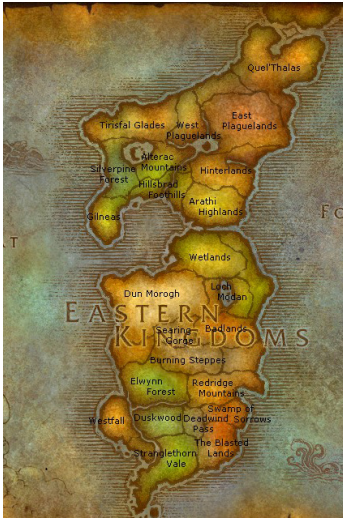 Quel'Thalas
Tirisfal Glades
West
Plaguelands
East
Plaguelands
Alterac
Mountains
Silverpine
Forest
Hinterlands
Hillsbrad
Foothills
Arathi
Highlands
Gilneas
Wetlands
Loch
Modan
Dun Morogh
EASTERN
KINGDOMS
Searing
Gorge
Badlands
Burning Steppes
Elwynn
Forest
Redridge
Mountains
Westfall
Duskwood
Deadwind
Pass
Swamp of
Sorrows
The Blasted
Lands
Stranglethorn
Vale